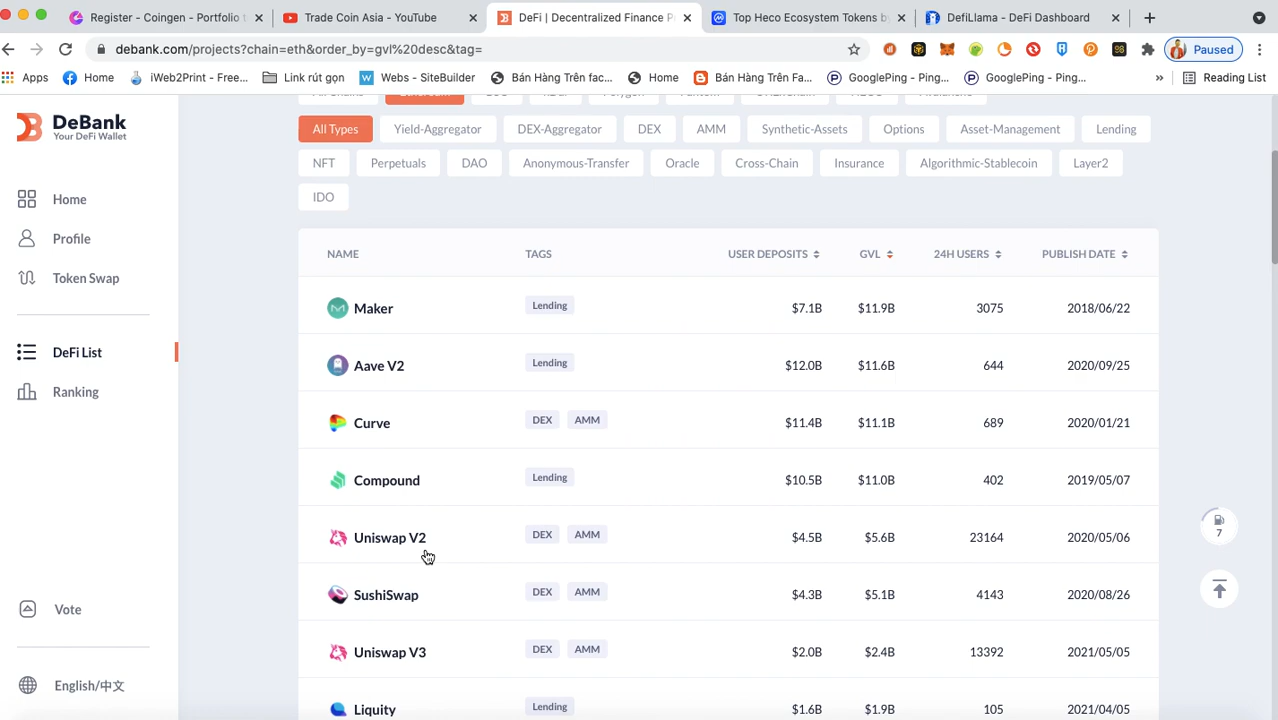 Register - Coingen - Portfolio t
Trade Coin Asia - YouTube
DeFi | Decentralized Finance P
Top Heco Ecosystem Tokens by
DefiLlama - DeFi Dashboard
debank.com/projects?chain=eth&order_by=gvl%20desc&tag=
Paused
Apps
Home
iWeb2Print - Free...
Link rút gọn
Webs - SiteBuilder
Bán Hàng Trên fac...
Home
Bán Hàng Trên Fa...
GooglePing - Ping...
GooglePing - Ping...
Reading List
DeBank
Your DeFi Wallet
Home
Profile
Token Swap
DeFi List
Ranking
Vote
English/中文
All Types Yield-Aggregator DEX-Aggregator DEX AMM Synthetic-Assets Options Asset-Management Lending
NFT Perpetuals DAO Anonymous-Transfer Oracle Cross-Chain Insurance Algorithmic-Stablecoin Layer2
IDO
NAME TAGS USER DEPOSITS GVL 24H USERS PUBLISH DATE
Maker Lending $7.1B $11.9B 3075 2018/06/22
Aave V2 Lending $12.0B $11.6B 644 2020/09/25
Curve DEX AMM $11.4B $11.1B 689 2020/01/21
Compound Lending $10.5B $11.0B 402 2019/05/07
Uniswap V2 DEX AMM $4.5B $5.6B 23164 2020/05/06
SushiSwap DEX AMM $4.3B $5.1B 4143 2020/08/26
Uniswap V3 DEX AMM $2.0B $2.4B 13392 2021/05/05
Liquity Lending $1.6B $1.9B 105 2021/04/05
7